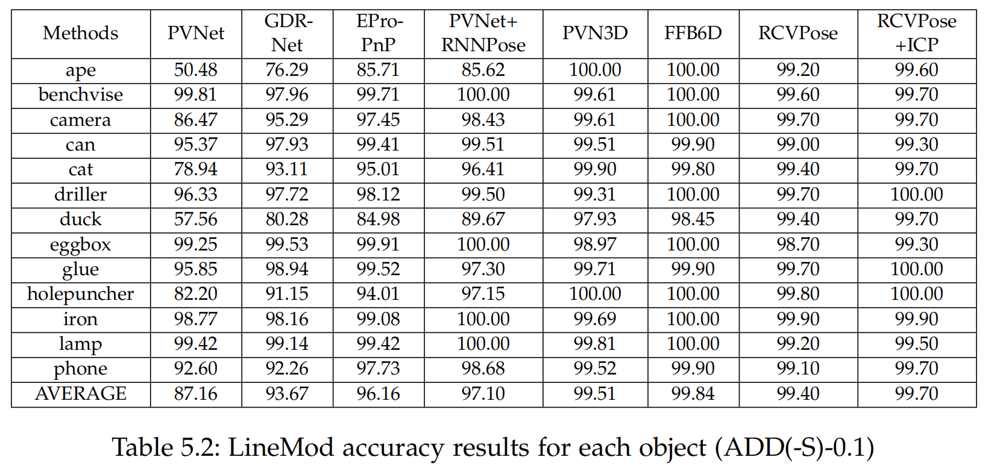 Methods PVNet GDR-Net EPro-PnP PVNet+ RNNPose PVN3D FFB6D RCVPose RCVPose +ICP
ape 50.48 76.29 85.71 85.62 100.00 100.00 99.20 99.60
benchvise 99.81 97.96 99.71 100.00 99.61 100.00 99.60 99.70
camera 86.47 95.29 97.45 98.43 99.61 100.00 99.70 99.70
can 95.37 97.93 99.41 99.51 99.51 99.90 99.00 99.30
cat 78.94 93.11 95.01 96.41 99.90 99.80 99.40 99.70
driller 96.33 97.72 98.12 99.50 99.31 100.00 99.70 100.00
duck 57.56 80.28 84.98 89.67 97.93 98.45 99.40 99.70
eggbox 99.25 99.53 99.91 100.00 98.97 100.00 98.70 99.30
glue 95.85 98.94 99.52 97.30 99.71 99.90 99.70 100.00
holepuncher 82.20 91.15 94.01 97.15 100.00 100.00 99.80 100.00
iron 98.77 98.16 99.08 100.00 99.69 100.00 99.90 99.90
lamp 99.42 99.14 99.42 100.00 99.81 100.00 99.20 99.50
phone 92.60 92.26 97.73 98.68 99.52 99.90 99.10 99.70
AVERAGE 87.16 93.67 96.16 97.10 99.51 99.84 99.40 99.70
Table 5.2: LineMod accuracy results for each object (ADD(-S)-0.1)